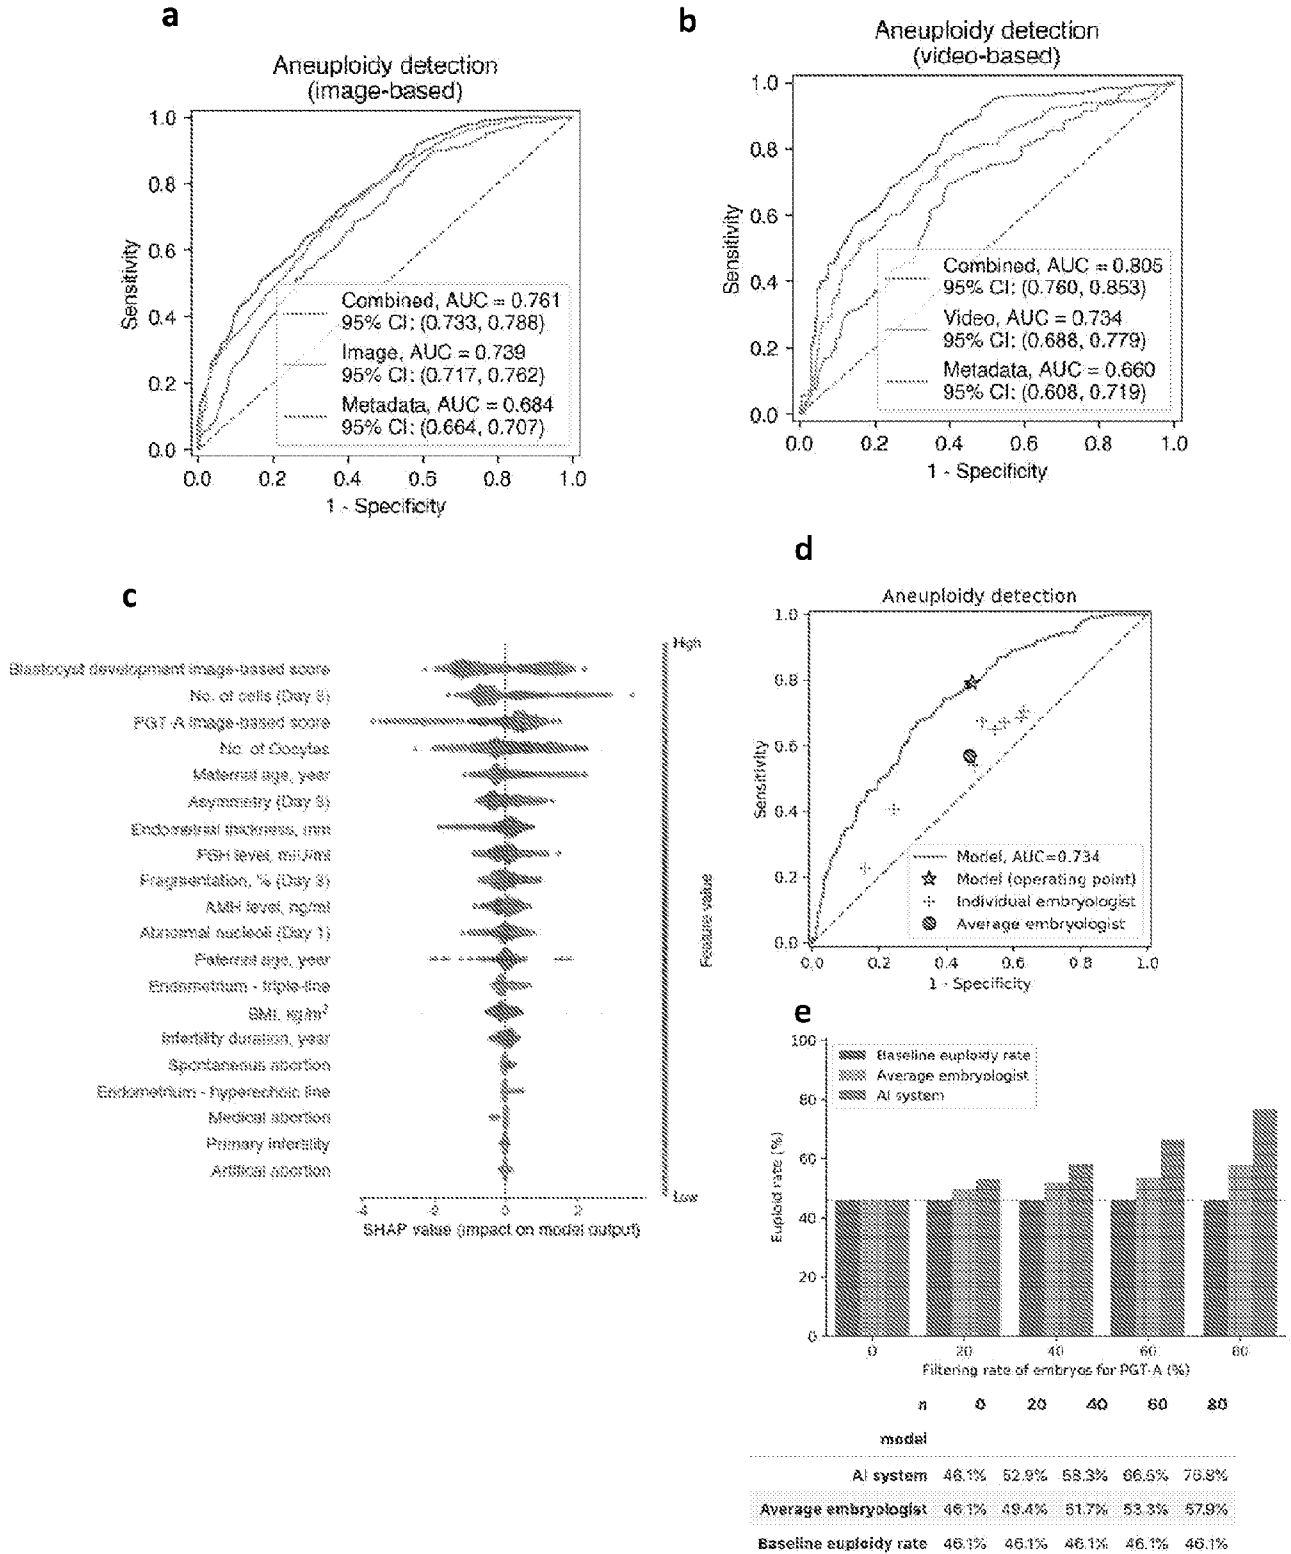 a
Aneuploidy detection
(image-based)
1.0
0.8
0.6
0.4
0.2
0.0
Sensitivity
Combined, AUC = 0.761
95% CI: (0.733, 0.788)
Image, AUC = 0.739
95% CI: (0.717, 0.762)
Metadata, AUC = 0.684
95% CI: (0.664, 0.707)
0.0 0.2 0.4 0.6 0.8 1.0
1 - Specificity
b
Aneuploidy detection
(video-based)
1.0
0.8
0.6
0.4
0.2
0.0
Sensitivity
Combined, AUC = 0.805
95% CI: (0.760, 0.853)
Video, AUC = 0.734
95% CI: (0.688, 0.779)
Metadata, AUC = 0.660
95% CI: (0.608, 0.719)
0.0 0.2 0.4 0.6 0.8 1.0
1 - Specificity
c
Blastocyst development image-based score
No. of cells (Day 3)
PGT-A image-based score
No. of Oocytes
Maternal age, year
Asymmetry (Day 3)
Endometrial thickness, mm
FSH level, mIU/ml
Fragmentation, % (Day 3)
AMH level, ng/ml
Abnormal nucleoli (Day 1)
Paternal age, year
Endometrium - triple-line
BMI, kg/m²
Infertility duration, year
Spontaneous abortion
Endometrium - hyperechoic line
Medical abortion
Primary infertility
Artifical abortion
-4 -2 0 2
SHAP value (impact on model output)
High
Feature value
Low
d
Aneuploidy detection
1.0
0.8
0.6
0.4
0.2
0.0
Sensitivity
Model, AUC=0.734
Model (operating point)
Individual embryologist
Average embryologist
0.0 0.2 0.4 0.6 0.8 1.0
1 - Specificity
e
100
80
60
40
20
0
Euploid rate (%)
Baseline euploidy rate
Average embryologist
AI system
0 20 40 60 80
Filtering rate of embryos for PGT-A (%)
n 0 20 40 60 80
model
AI system 46.1% 52.9% 58.3% 66.5% 76.8%
Average embryologist 46.1% 49.4% 51.7% 53.3% 57.9%
Baseline euploidy rate 46.1% 46.1% 46.1% 46.1% 46.1%